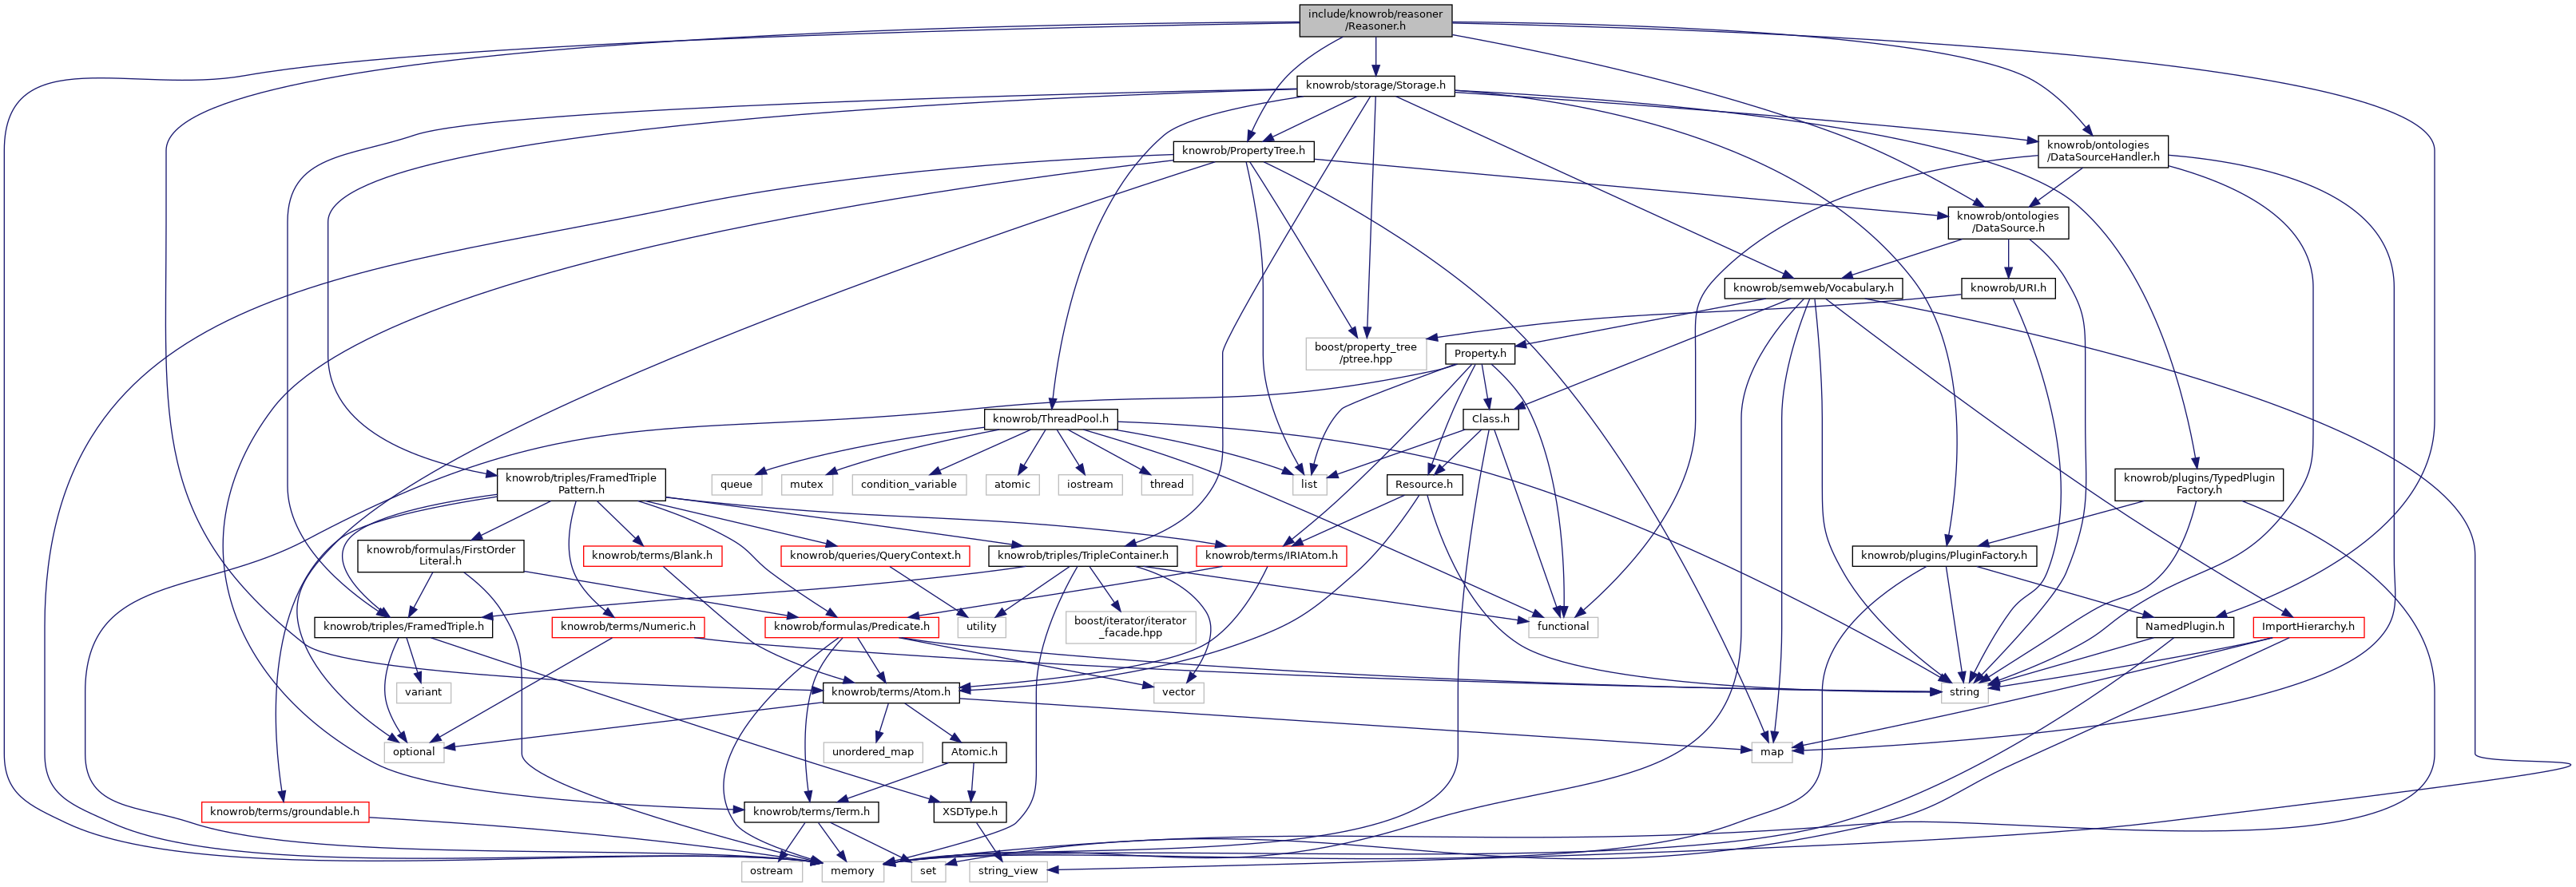 include/knowrob/reasoner
/Reasoner.h
knowrob/storage/Storage.h
knowrob/PropertyTree.h
knowrob/ontologies
/DataSourceHandler.h
knowrob/ontologies
/DataSource.h
knowrob/semweb/Vocabulary.h
knowrob/URI.h
boost/property_tree
/ptree.hpp
Property.h
knowrob/ThreadPool.h
Class.h
knowrob/triples/FramedTriple
Pattern.h
queue
mutex
condition_variable
atomic
iostream
thread
list
Resource.h
knowrob/plugins/TypedPlugin
Factory.h
knowrob/formulas/FirstOrder
Literal.h
knowrob/terms/Blank.h
knowrob/queries/QueryContext.h
knowrob/triples/TripleContainer.h
knowrob/terms/IRIAtom.h
knowrob/plugins/PluginFactory.h
knowrob/triples/FramedTriple.h
knowrob/terms/Numeric.h
knowrob/formulas/Predicate.h
utility
boost/iterator/iterator
_facade.hpp
functional
NamedPlugin.h
ImportHierarchy.h
variant
knowrob/terms/Atom.h
vector
string
optional
unordered_map
Atomic.h
map
knowrob/terms/groundable.h
knowrob/terms/Term.h
XSDType.h
ostream
memory
set
string_view